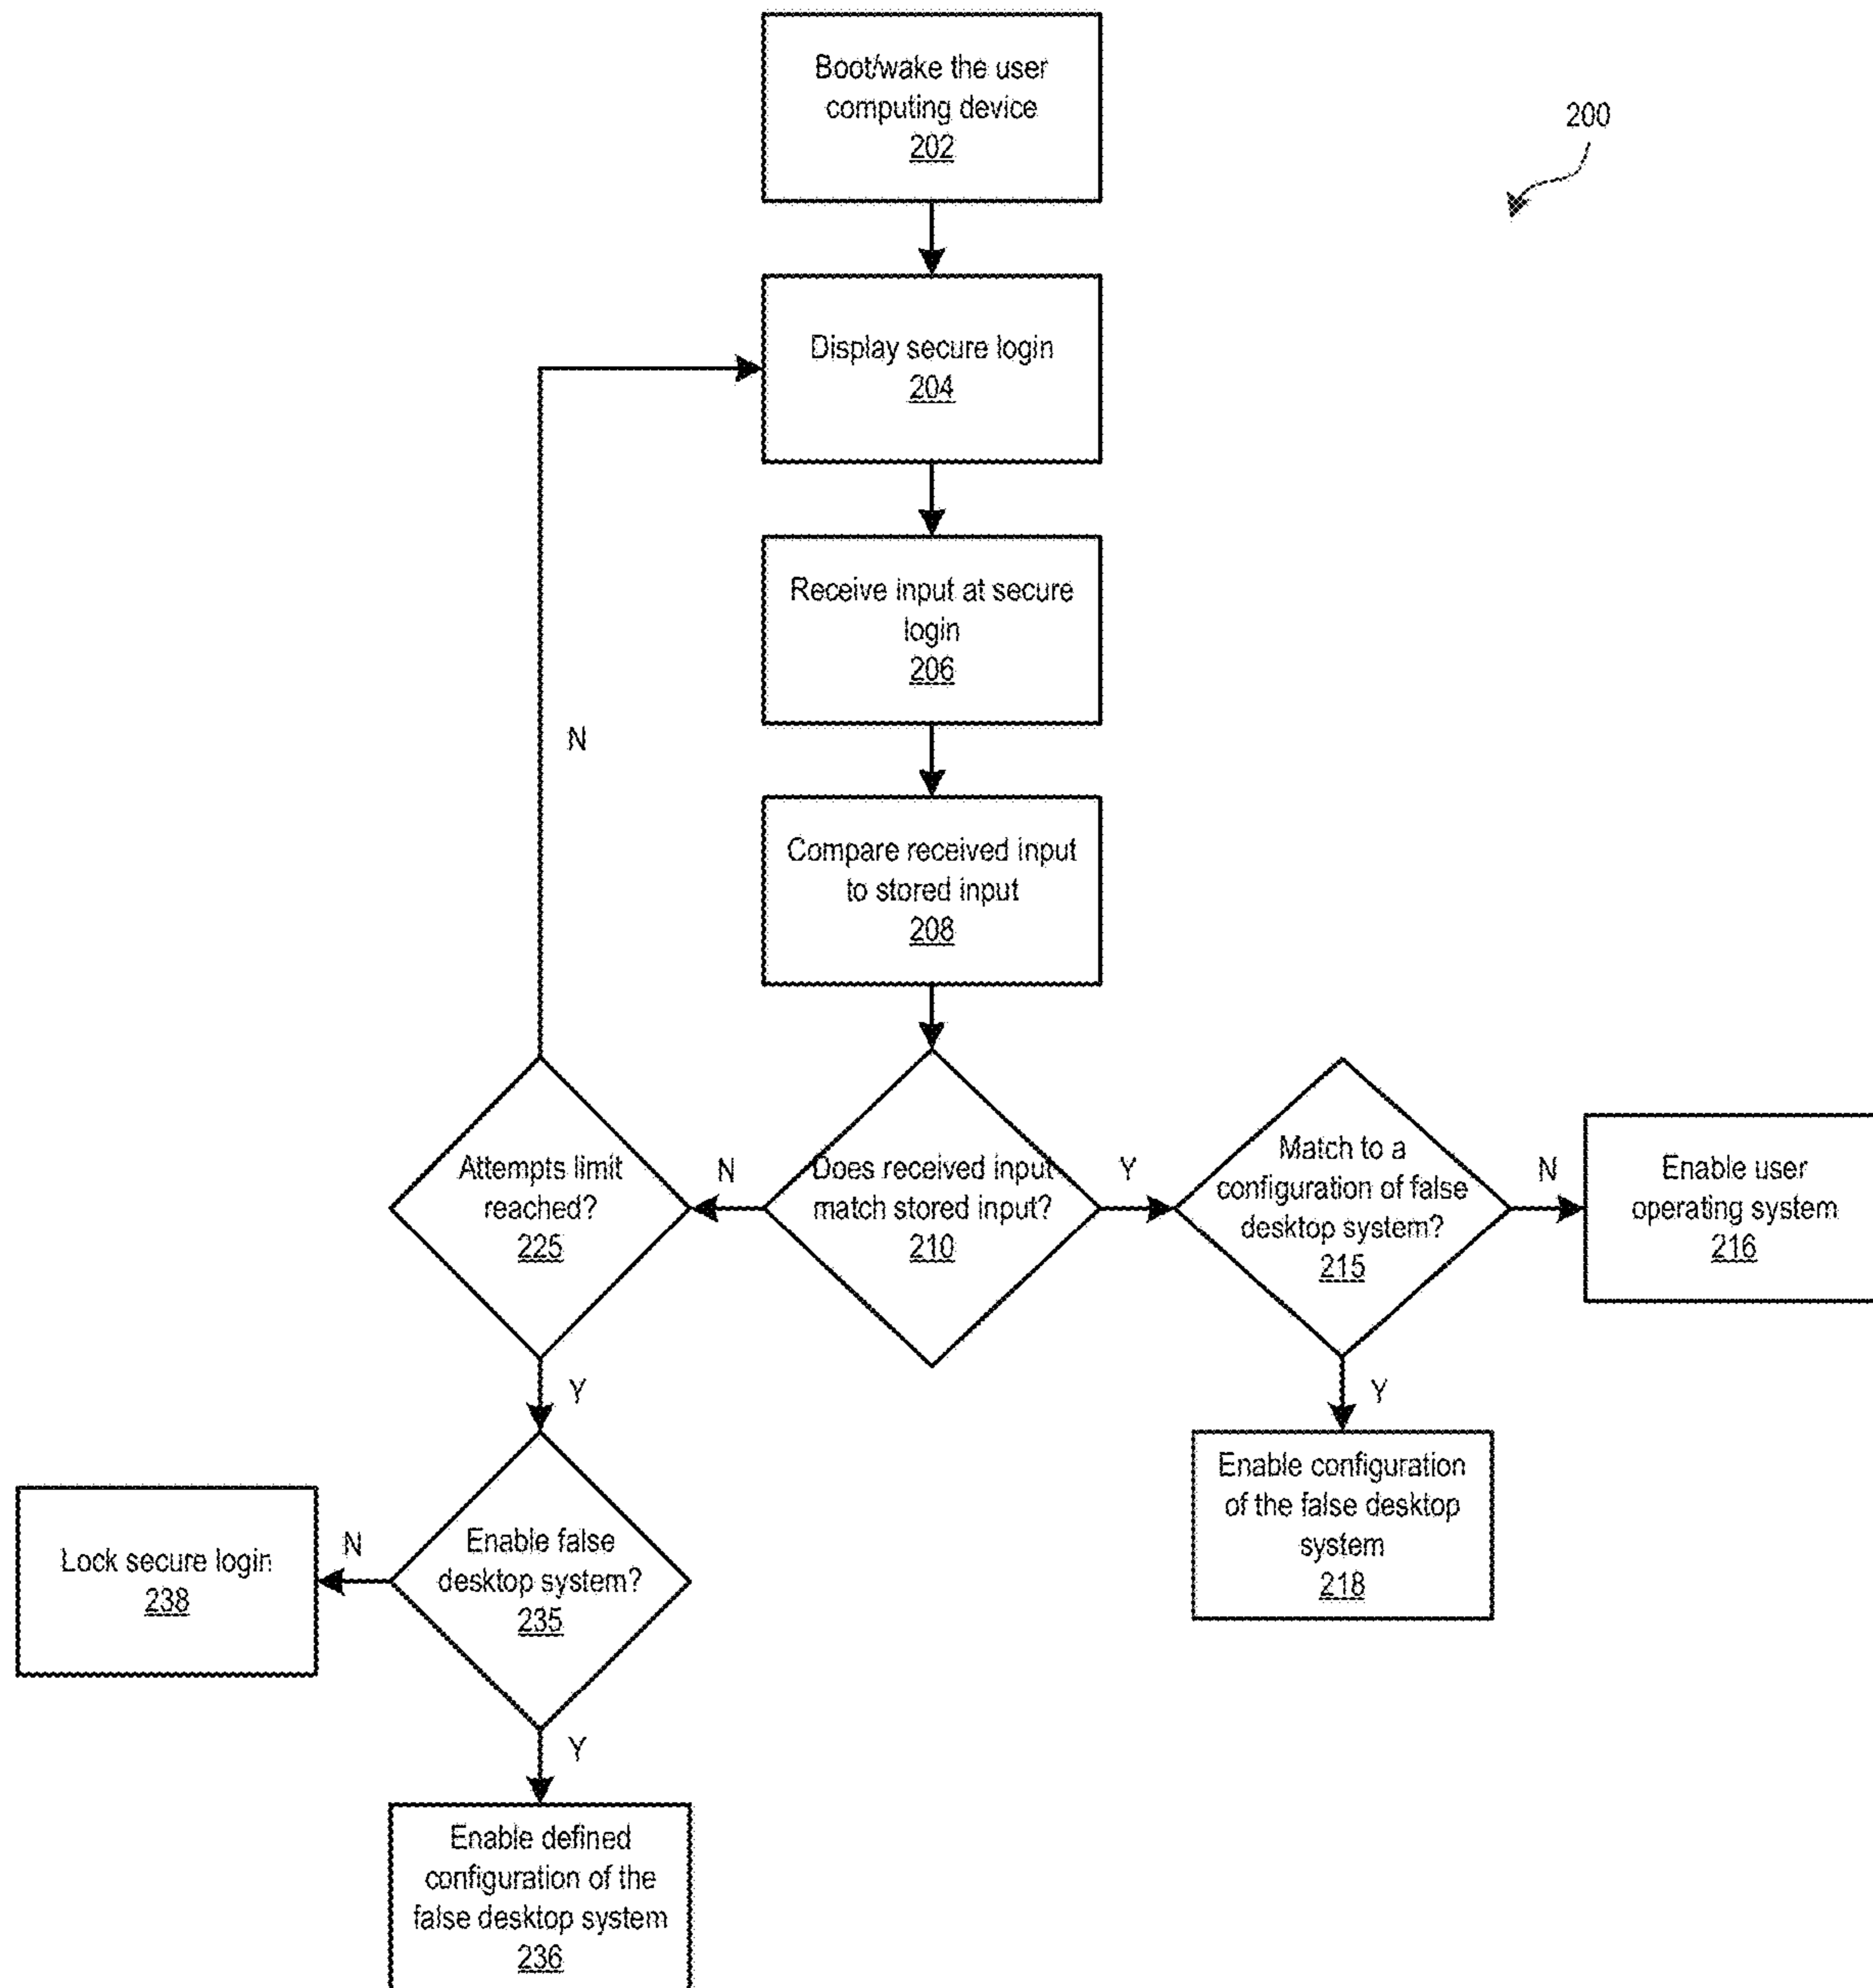 Boot/wake the user
computing device
202
200
Display secure login
204
Receive input at secure
login
206
N
Compare received input
to stored input
208
Attempts limit
reached?
225
N
Does received input
match stored input?
210
Y
Match to a
configuration of false
desktop system?
215
N
Enable user
operating system
216
Y
Y
Enable configuration
of the false desktop
system
218
Lock secure login
238
N
Enable false
desktop system?
235
Y
Enable defined
configuration of the
false desktop system
236